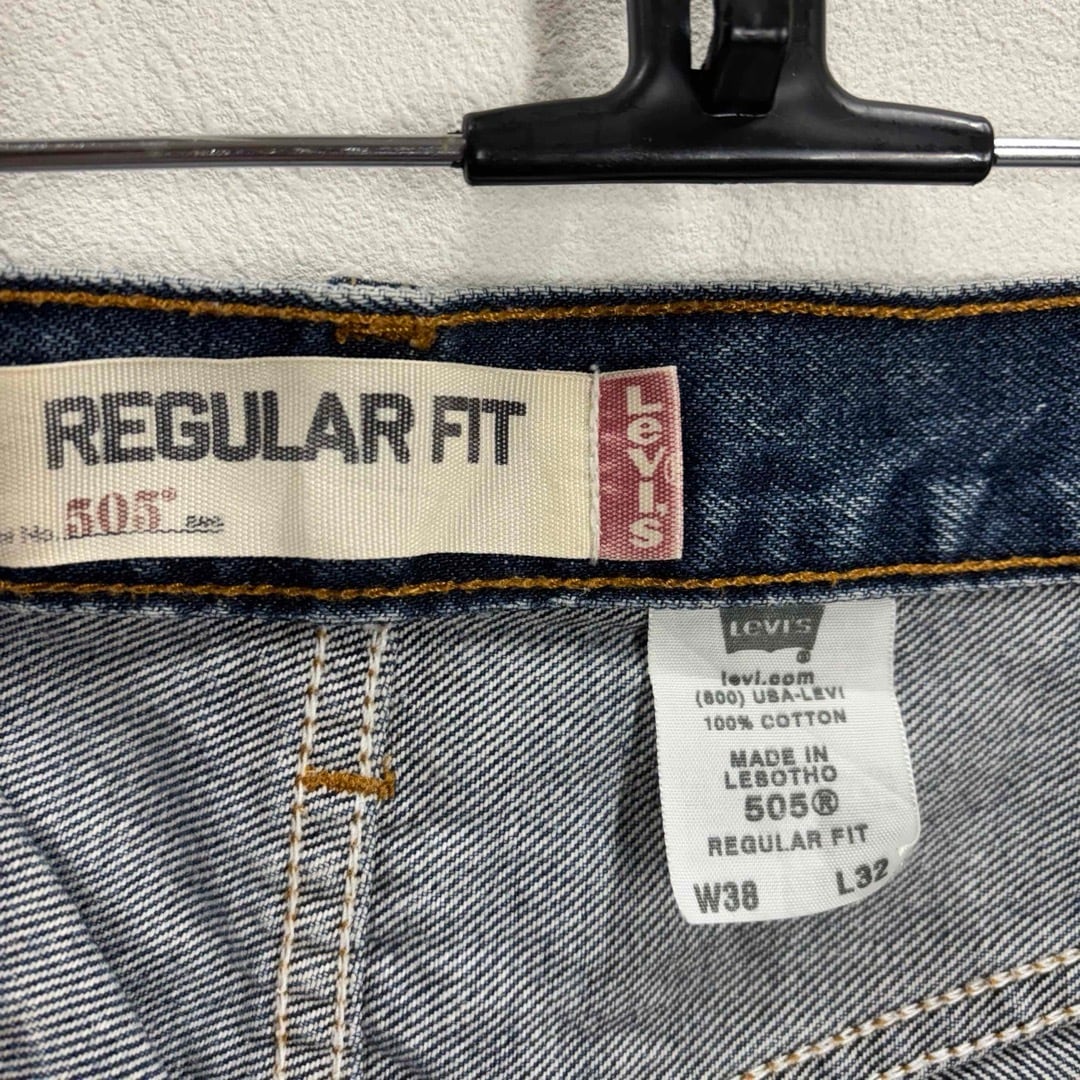 REGULAR FIT
No. 505®
Levi's
LEVI'S
®
levi.com
(800) USA-LEVI
100% COTTON
MADE IN
LESOTHO
505®
REGULAR FIT
W38 L32